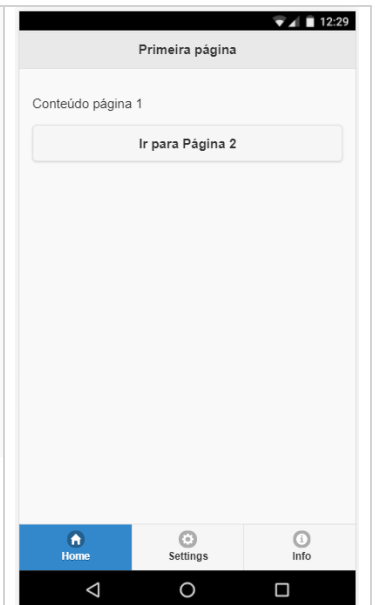 12:29
Primeira página
Conteúdo página 1
Ir para Página 2
Home Settings Info